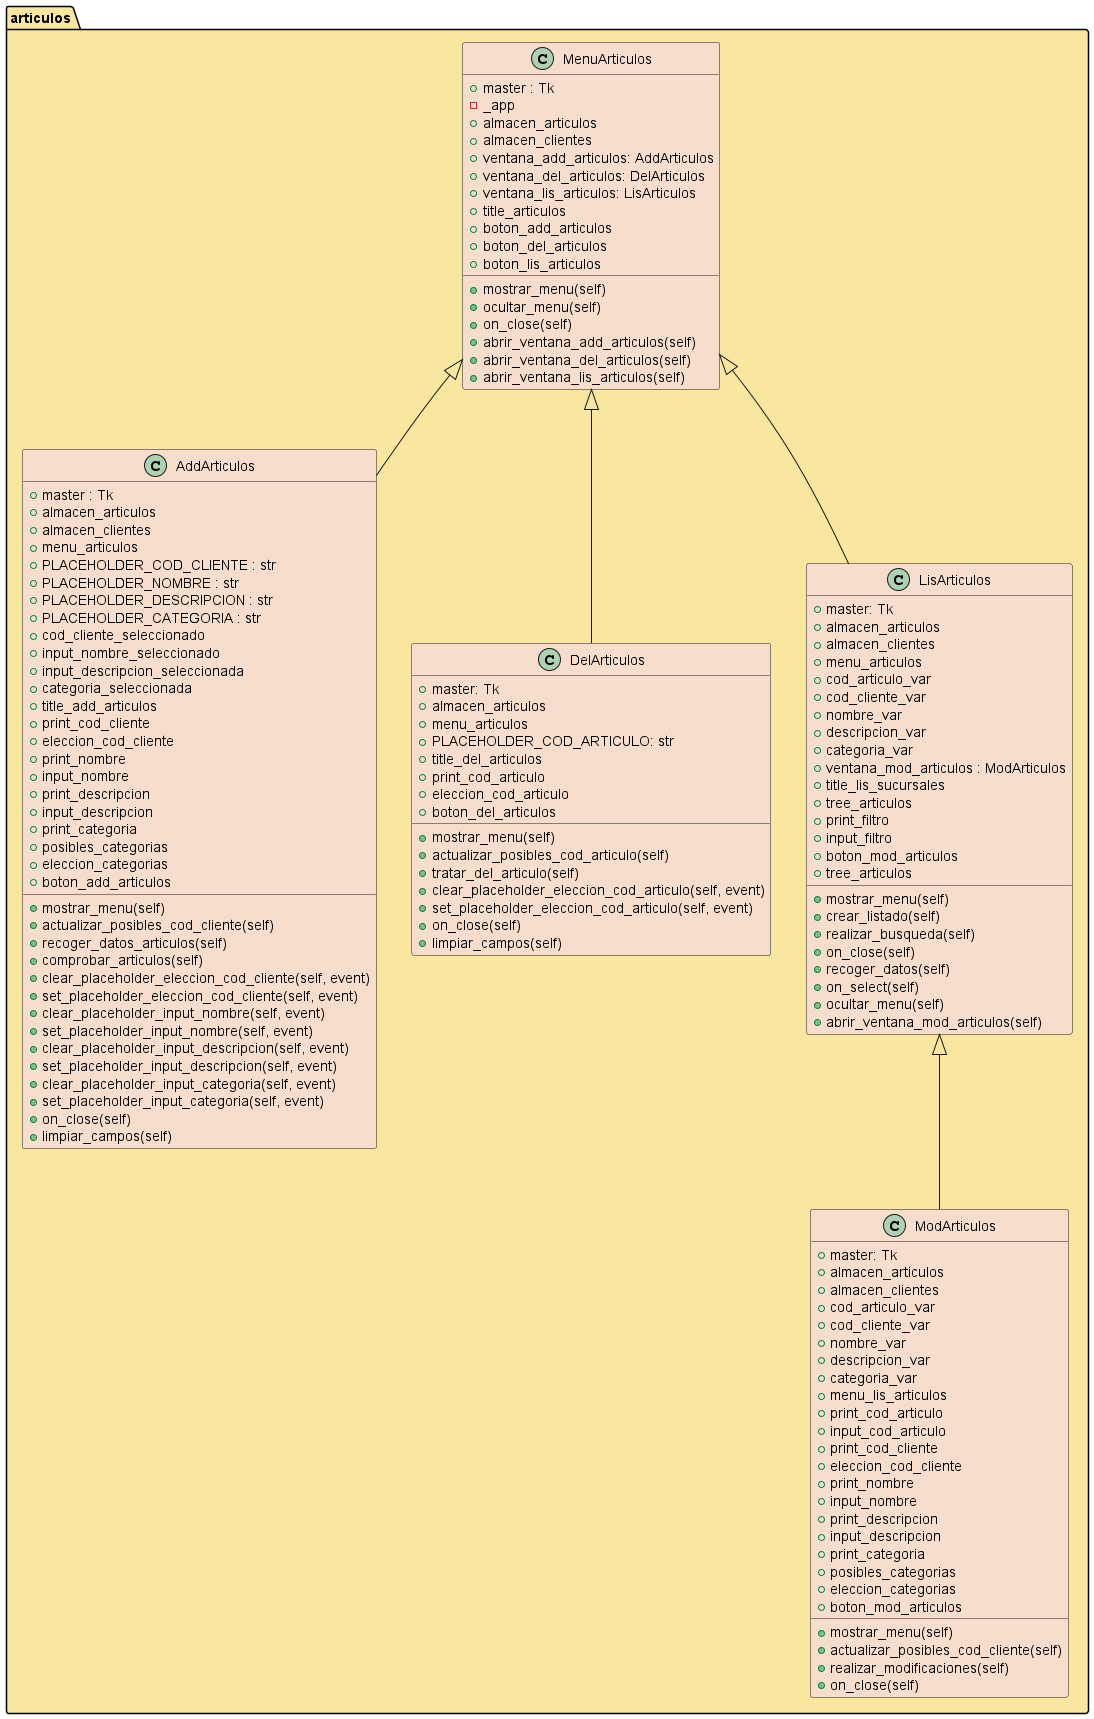 articulos
C MenuArticulos
master : Tk
_app
almacen_articulos
almacen_clientes
ventana_add_articulos: AddArticulos
ventana_del_articulos: DelArticulos
ventana_lis_articulos: LisArticulos
title_articulos
boton_add_articulos
boton_del_articulos
boton_lis_articulos
mostrar_menu(self)
ocultar_menu(self)
on_close(self)
abrir_ventana_add_articulos(self)
abrir_ventana_del_articulos(self)
abrir_ventana_lis_articulos(self)
C AddArticulos
master : Tk
almacen_articulos
almacen_clientes
menu_articulos
PLACEHOLDER_COD_CLIENTE : str
PLACEHOLDER_NOMBRE : str
PLACEHOLDER_DESCRIPCION : str
PLACEHOLDER_CATEGORIA : str
cod_cliente_seleccionado
input_nombre_seleccionado
input_descripcion_seleccionada
categoria_seleccionada
title_add_articulos
print_cod_cliente
eleccion_cod_cliente
print_nombre
input_nombre
print_descripcion
input_descripcion
print_categoria
posibles_categorias
eleccion_categorias
boton_add_articulos
mostrar_menu(self)
actualizar_posibles_cod_cliente(self)
recoger_datos_articulos(self)
comprobar_articulos(self)
clear_placeholder_eleccion_cod_cliente(self, event)
set_placeholder_eleccion_cod_cliente(self, event)
clear_placeholder_input_nombre(self, event)
set_placeholder_input_nombre(self, event)
clear_placeholder_input_descripcion(self, event)
set_placeholder_input_descripcion(self, event)
clear_placeholder_input_categoria(self, event)
set_placeholder_input_categoria(self, event)
on_close(self)
limpiar_campos(self)
C DelArticulos
master: Tk
almacen_articulos
menu_articulos
PLACEHOLDER_COD_ARTICULO: str
title_del_articulos
print_cod_articulo
eleccion_cod_articulo
boton_del_articulos
mostrar_menu(self)
actualizar_posibles_cod_articulo(self)
tratar_del_articulo(self)
clear_placeholder_eleccion_cod_articulo(self, event)
set_placeholder_eleccion_cod_articulo(self, event)
on_close(self)
limpiar_campos(self)
C LisArticulos
master: Tk
almacen_articulos
almacen_clientes
menu_articulos
cod_articulo_var
cod_cliente_var
nombre_var
descripcion_var
categoria_var
ventana_mod_articulos : ModArticulos
title_lis_sucursales
tree_articulos
print_filtro
input_filtro
boton_mod_articulos
tree_articulos
mostrar_menu(self)
crear_listado(self)
realizar_busqueda(self)
on_close(self)
recoger_datos(self)
on_select(self)
ocultar_menu(self)
abrir_ventana_mod_articulos(self)
C ModArticulos
master: Tk
almacen_articulos
almacen_clientes
cod_articulo_var
cod_cliente_var
nombre_var
descripcion_var
categoria_var
menu_lis_articulos
print_cod_articulo
input_cod_articulo
print_cod_cliente
eleccion_cod_cliente
print_nombre
input_nombre
print_descripcion
input_descripcion
print_categoria
posibles_categorias
eleccion_categorias
boton_mod_articulos
mostrar_menu(self)
actualizar_posibles_cod_cliente(self)
realizar_modificaciones(self)
on_close(self)